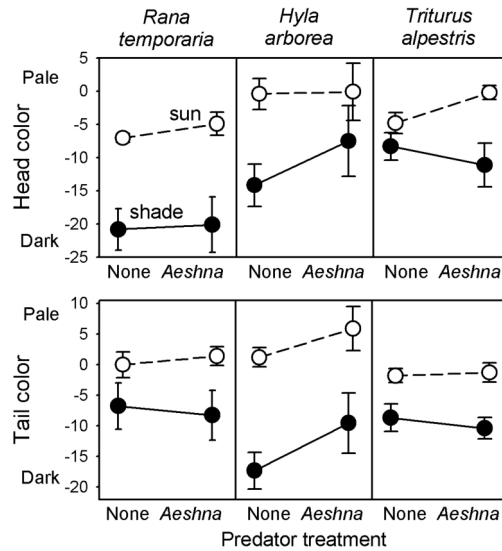 Rana temporaria
Hyla arborea
Triturus alpestris
Head color
Pale
Dark
5
0
-5
-10
-15
-20
-25
sun
shade
None Aeshna None Aeshna None Aeshna
Tail color
Pale
Dark
10
5
0
-5
-10
-15
-20
None Aeshna None Aeshna None Aeshna
Predator treatment